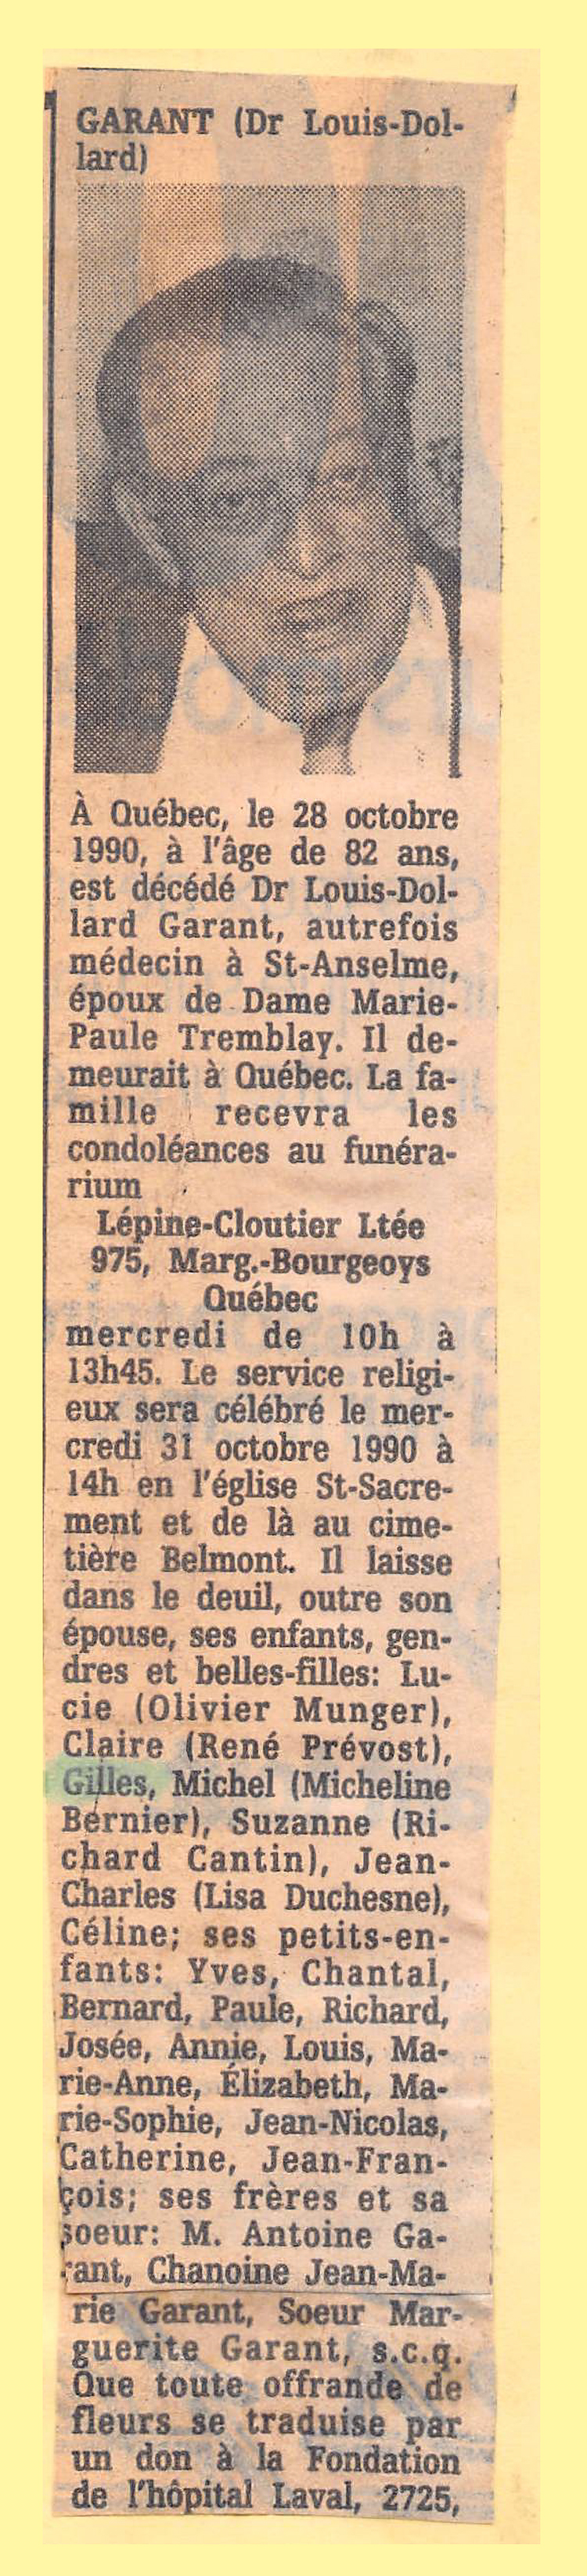 GARANT (Dr Louis-Dol-
lard)
À Québec, le 28 octobre
1990, à l'âge de 82 ans,
est décédé Dr Louis-Dol-
lard Garant, autrefois
médecin à St-Anselme,
époux de Dame Marie-
Paule Tremblay. Il de-
meurait à Québec. La fa-
mille recevra les
condoléances au funéra-
rium
Lépine-Cloutier Ltée
975, Marg.-Bourgeoys
Québec
mercredi de 10h à
13h45. Le service religi-
eux sera célébré le mer-
credi 31 octobre 1990 à
14h en l'église St-Sacre-
ment et de là au cime-
tière Belmont. Il laisse
dans le deuil, outre son
épouse, ses enfants, gen-
dres et belles-filles: Lu-
cie (Olivier Munger),
Claire (René Prévost),
Gilles, Michel (Micheline
Bernier), Suzanne (Ri-
chard Cantin), Jean-
Charles (Lisa Duchesne),
Céline; ses petits-en-
fants: Yves, Chantal,
Bernard, Paule, Richard,
Josée, Annie, Louis, Ma-
rie-Anne, Élizabeth, Ma-
rie-Sophie, Jean-Nicolas,
Catherine, Jean-Fran-
çois; ses frères et sa
soeur: M. Antoine Ga-
rant, Chanoine Jean-Ma-
rie Garant, Soeur Mar-
guerite Garant, s.c.q.
Que toute offrande de
fleurs se traduise par
un don à la Fondation
de l'hôpital Laval, 2725,